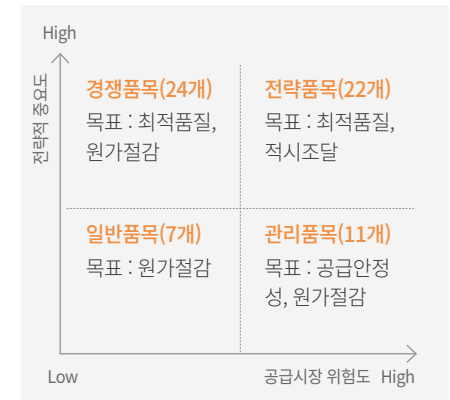 High
전략적 중요도
경쟁품목(24개)
목표 : 최적품질,
원가절감
전략품목(22개)
목표 : 최적품질,
적시조달
일반품목(7개)
목표 : 원가절감
관리품목(11개)
목표 : 공급안정
성, 원가절감
Low
공급시장 위험도 High